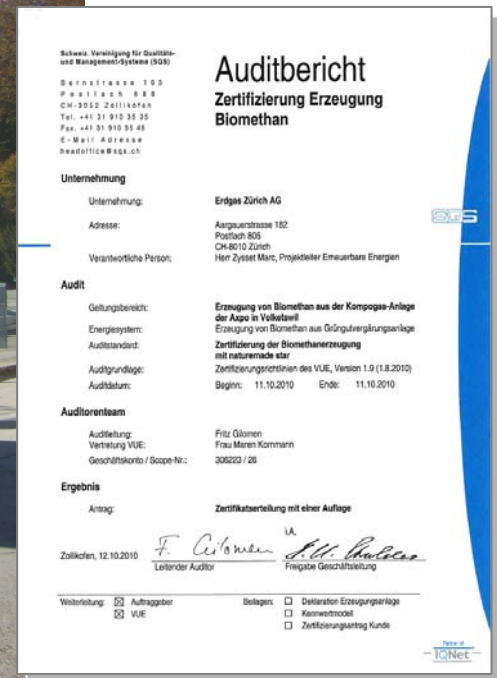 Schweiz. Vereinigung für Qualitäts-
und Management-Systeme (SQS)
Bernstrasse 103
Postfach 686
CH-3052 Zollikofen
Tel. +41 31 910 35 35
Fax. +41 31 910 35 45
E-Mail Adresse
headoffice@sqs.ch
Auditbericht
Zertifizierung Erzeugung
Biomethan
Unternehmung
Unternehmung: Erdgas Zürich AG
Adresse: Aargauerstrasse 182
Postfach 805
CH-8010 Zürich
Verantwortliche Person: Herr Zysset Marc, Projektleiter Erneuerbare Energien
SQS
Audit
Geltungsbereich: Erzeugung von Biomethan aus der Kompogas-Anlage
der Axpo in Volketswil
Energiesystem: Erzeugung von Biomethan aus Grüngutvergärungsanlage
Auditstandard: Zertifizierung der Biomethanerzeugung
mit naturemade star
Auditgrundlage: Zertifizierungsrichtlinien des VUE, Version 1.9 (1.8.2010)
Auditdatum: Beginn: 11.10.2010 Ende: 11.10.2010
Auditorenteam
Auditleitung: Fritz Gilomen
Vertretung VUE: Frau Maren Kornmann
Geschäftskonto / Scope-Nr.: 306223 / 26
Ergebnis
Antrag: Zertifikatserteilung mit einer Auflage
i.A.
Zollikofen, 12.10.2010 F. Gilomen
Leitender Auditor Freigabe Geschäftsleitung
Weiterleitung: Auftraggeber Beilagen: Deklaration Erzeugungsanlage
VUE Kennwertmodell
Zertifizierungsantrag Kunde
Partner of
IQNet